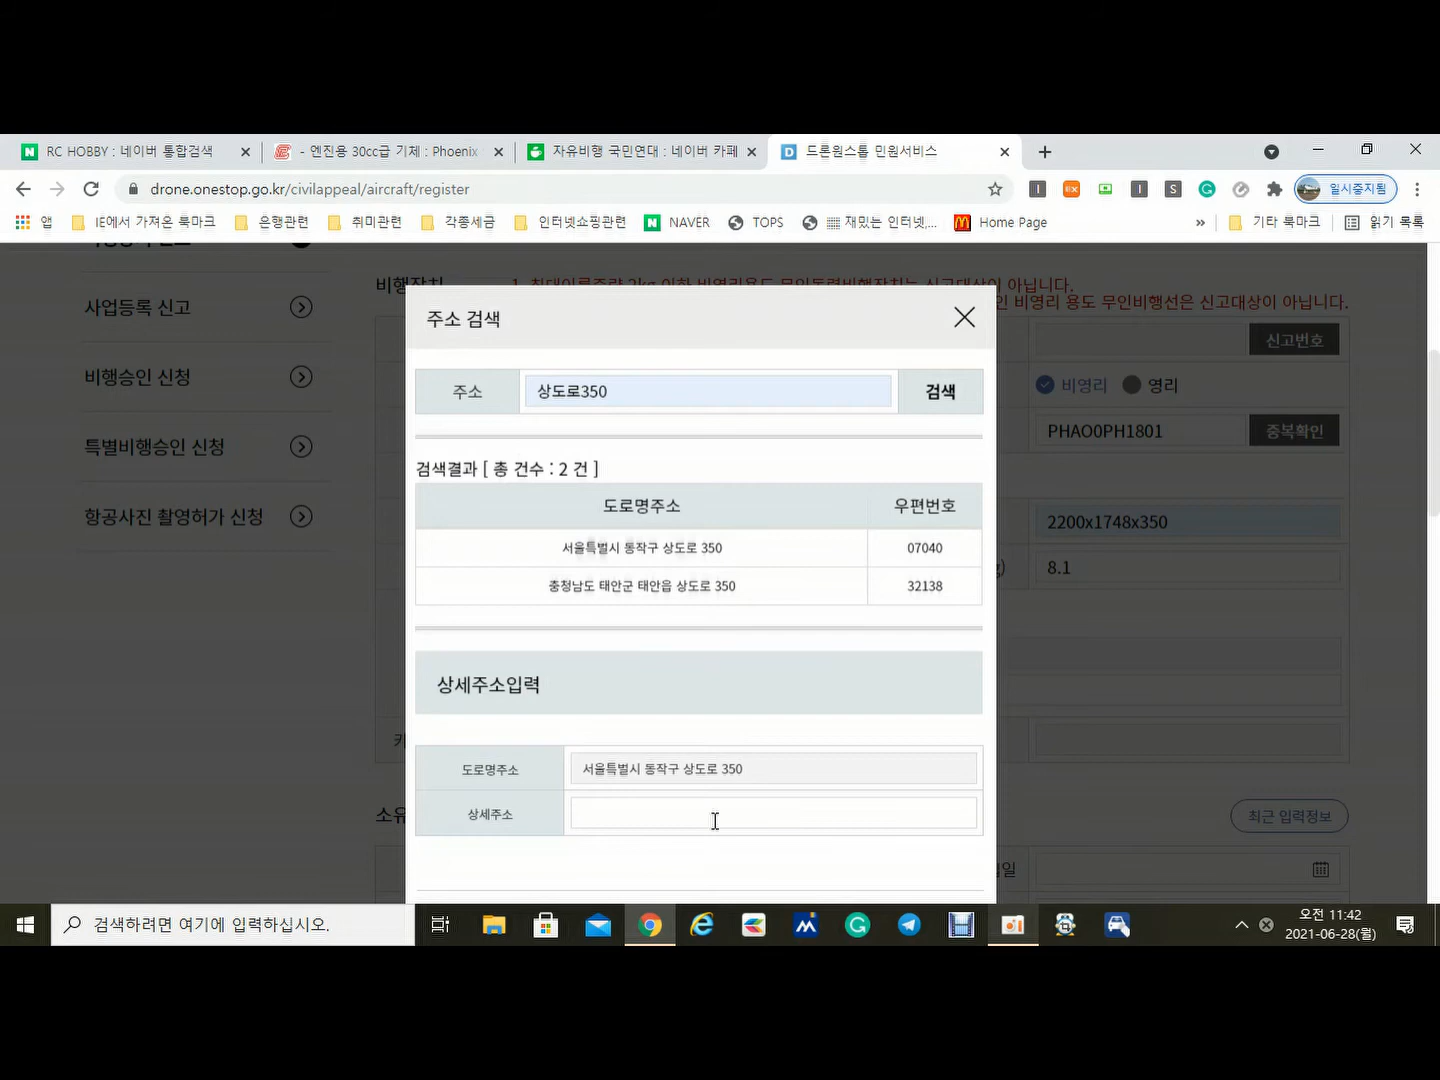 RC HOBBY : 네이버 통합검색
- 엔진용 30cc급 기체 : Phoenix
자유비행 국민연대 : 네이버 카페
드론원스톱 민원서비스
drone.onestop.go.kr/civilappeal/aircraft/register
일시중지됨
앱
IE에서 가져온 북마크
은행관련
취미관련
각종세금
인터넷쇼핑관련
NAVER
TOPS
재밌는 인터넷,...
Home Page
»
기타 북마크
읽기 목록
사업등록 신고
비행승인 신청
특별비행승인 신청
항공사진 촬영허가 신청
비행장치
아닙니다.
인 비영리 용도 무인비행선은 신고대상이 아닙니다.
신고번호
비영리
영리
PHAO0PH1801
중복확인
2200x1748x350
8.1
소유
최근 입력정보
주소 검색
주소
상도로350
검색
검색결과 [ 총 건수 : 2 건 ]
도로명주소
우편번호
서울특별시 동작구 상도로 350
07040
충청남도 태안군 태안읍 상도로 350
32138
상세주소입력
도로명주소
서울특별시 동작구 상도로 350
상세주소
검색하려면 여기에 입력하십시오.
오전 11:42
2021-06-28(월)